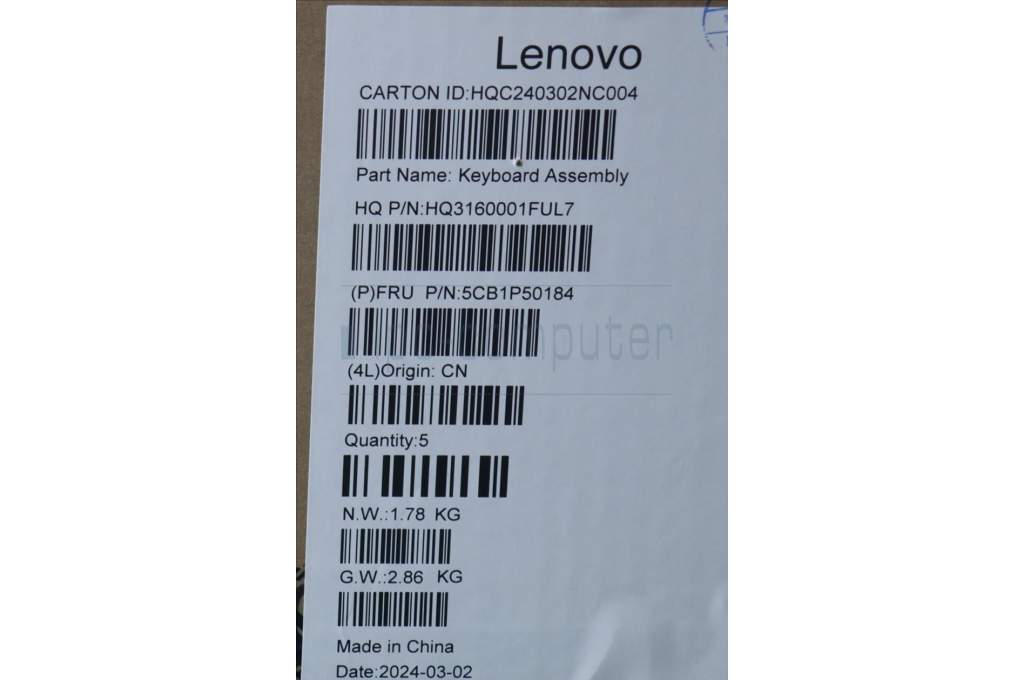 Lenovo
CARTON ID:HQC240302NC004
Part Name: Keyboard Assembly
HQ P/N:HQ3160001FUL7
(P)FRU P/N:5CB1P50184
computer
(4L)Origin: CN
Quantity:5
N.W.:1.78 KG
G.W.:2.86 KG
Made in China
Date:2024-03-02